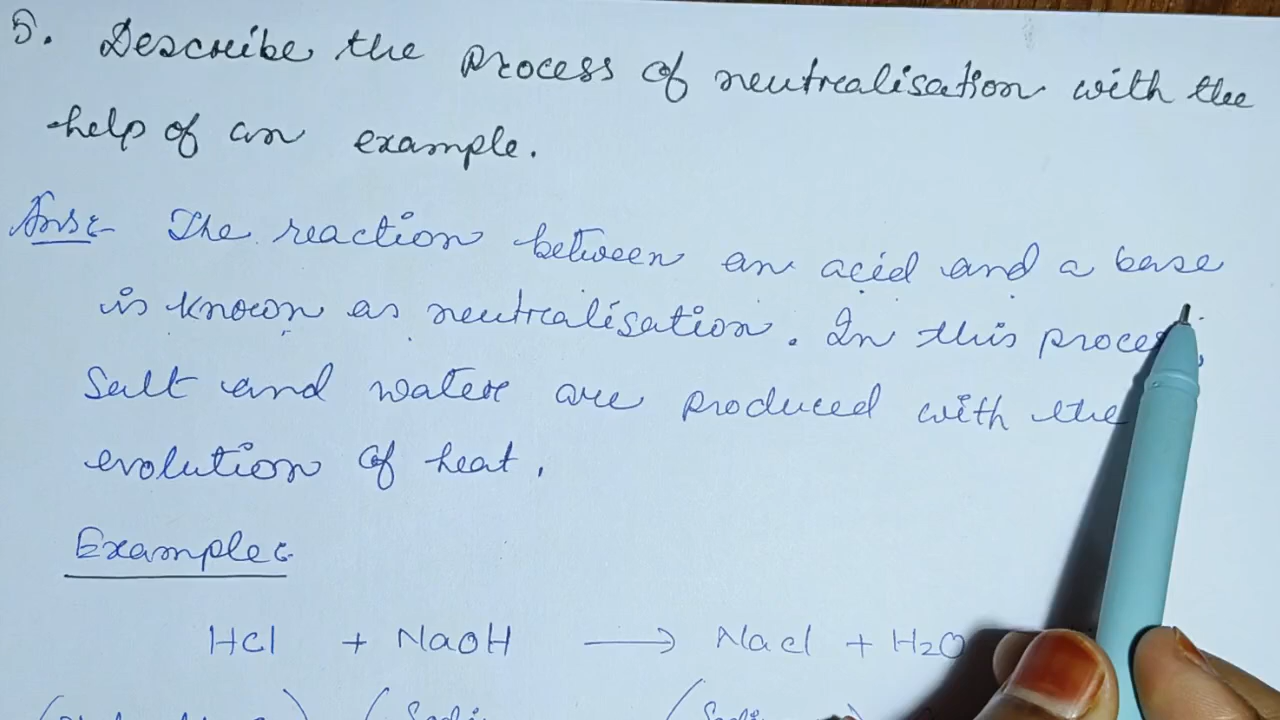 5. Describe the process of neutralisation with the
help of an example.
Ans:- The reaction between an acid and a base
is known as neutralisation. In this process,
Salt and water are produced with the
evolution of heat.
Example:
HCl + NaOH → NaCl + H2O